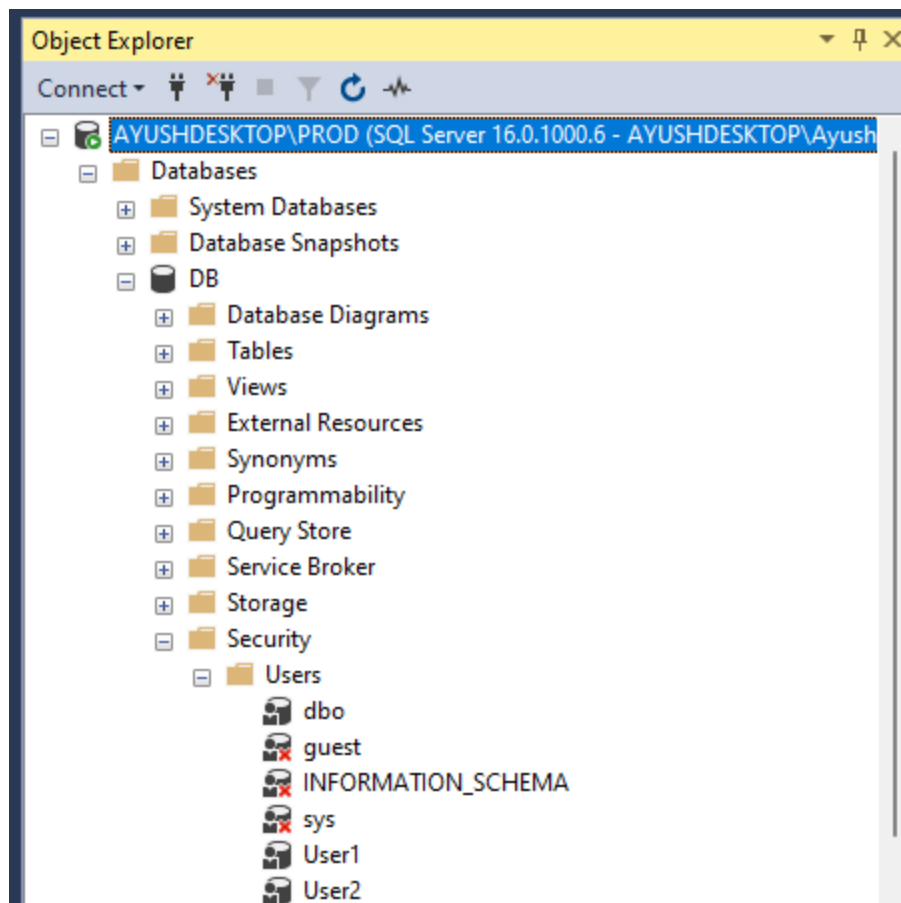 Object Explorer
Connect
AYUSHDESKTOP\PROD (SQL Server 16.0.1000.6 - AYUSHDESKTOP\Ayush
Databases
System Databases
Database Snapshots
DB
Database Diagrams
Tables
Views
External Resources
Synonyms
Programmability
Query Store
Service Broker
Storage
Security
Users
dbo
guest
INFORMATION_SCHEMA
sys
User1
User2